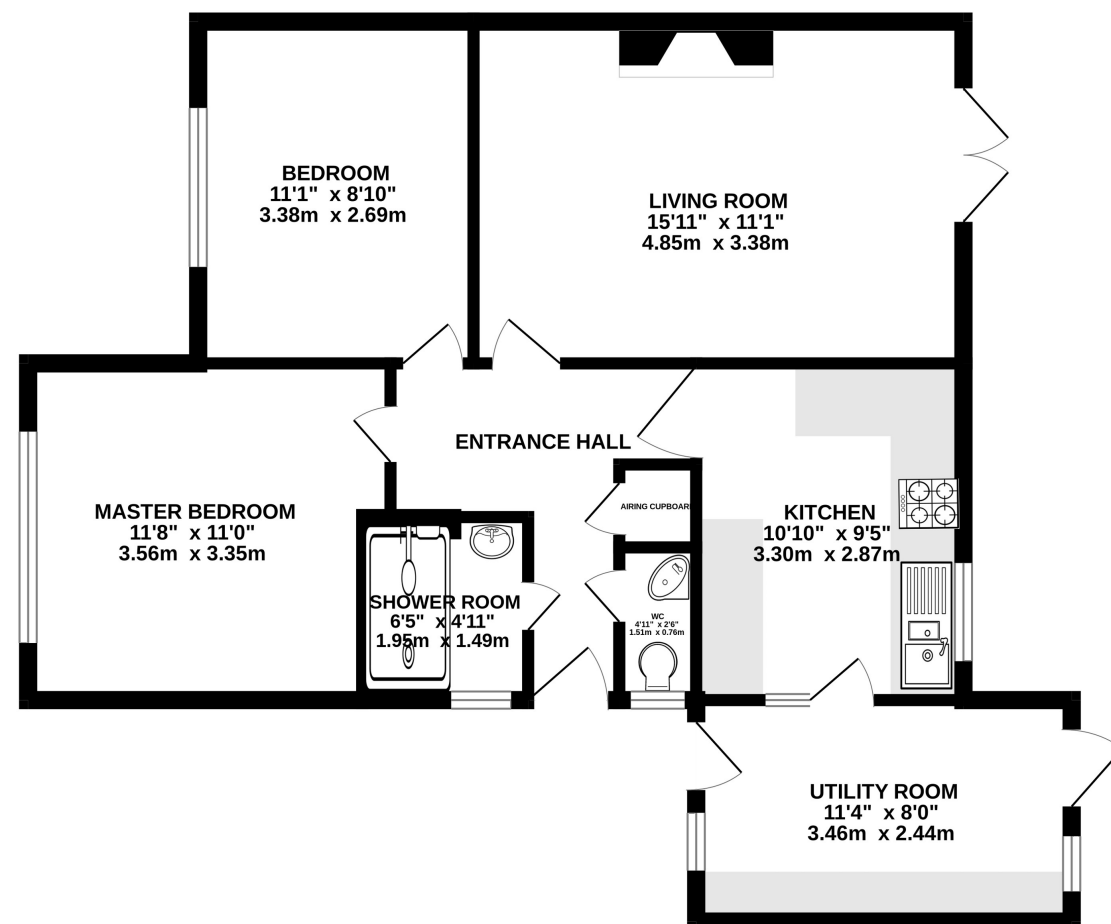 BEDROOM
11'1" x 8'10"
3.38m x 2.69m
LIVING ROOM
15'11" x 11'1"
4.85m x 3.38m
ENTRANCE HALL
MASTER BEDROOM
11'8" x 11'0"
3.56m x 3.35m
AIRING CUPBOAR
KITCHEN
10'10" x 9'5"
3.30m x 2.87m
SHOWER ROOM
6'5" x 4'11"
1.95m x 1.49m
WC
4'11" x 2'6"
1.51m x 0.76m
UTILITY ROOM
11'4" x 8'0"
3.46m x 2.44m